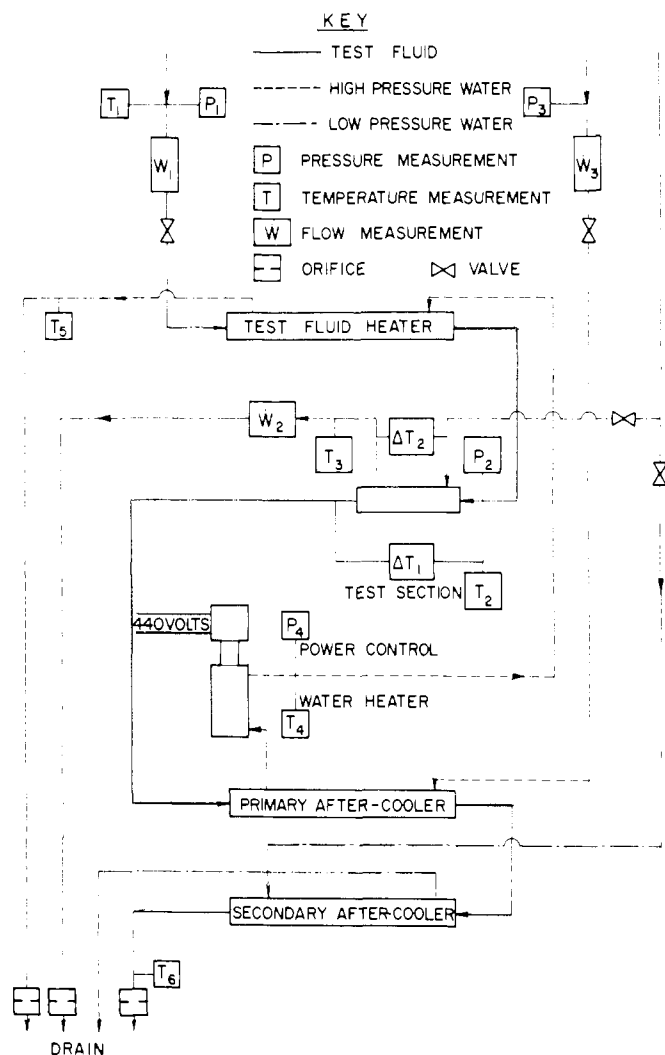 KEY
TEST FLUID
HIGH PRESSURE WATER
LOW PRESSURE WATER
P PRESSURE MEASUREMENT
T TEMPERATURE MEASUREMENT
W FLOW MEASUREMENT
ORIFICE VALVE
T1 P1 P3
W1 W3
T5 TEST FLUID HEATER
W2 ΔT2
T3 P2
ΔT1
TEST SECTION T2
440VOLTS P4
POWER CONTROL
WATER HEATER
T4
PRIMARY AFTER-COOLER
SECONDARY AFTER-COOLER
T6
DRAIN